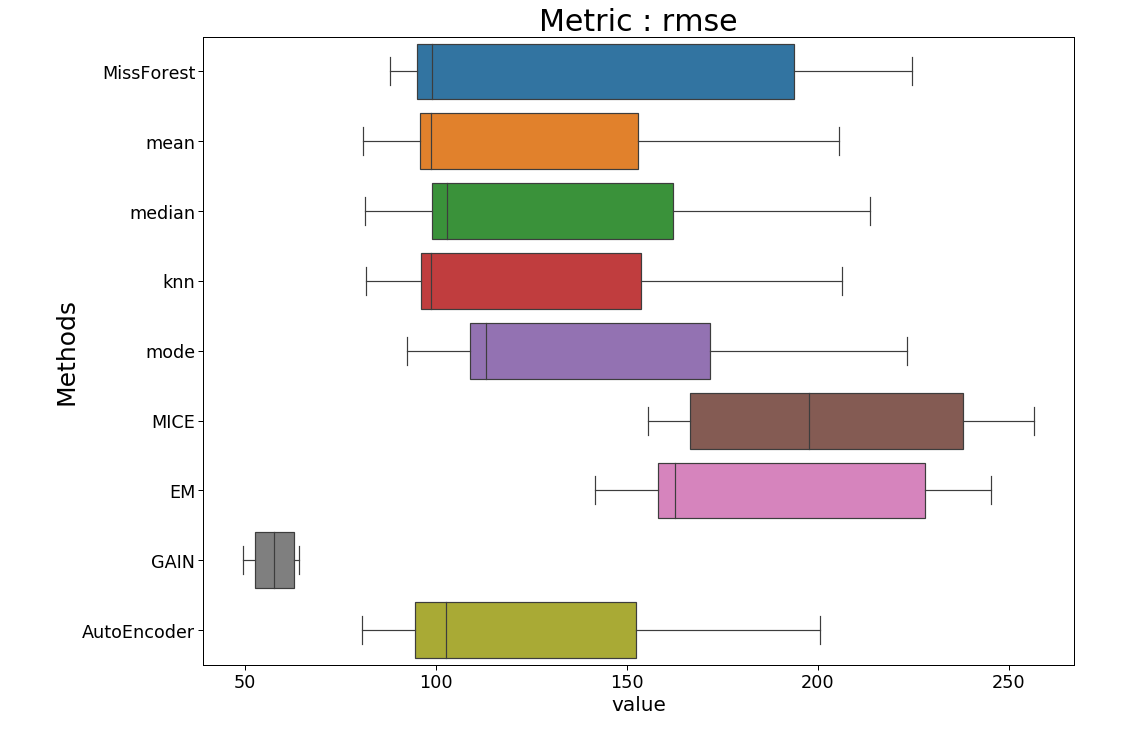 Metric : rmse
Methods
MissForest
mean
median
knn
mode
MICE
EM
GAIN
AutoEncoder
50 100 150 200 250
value